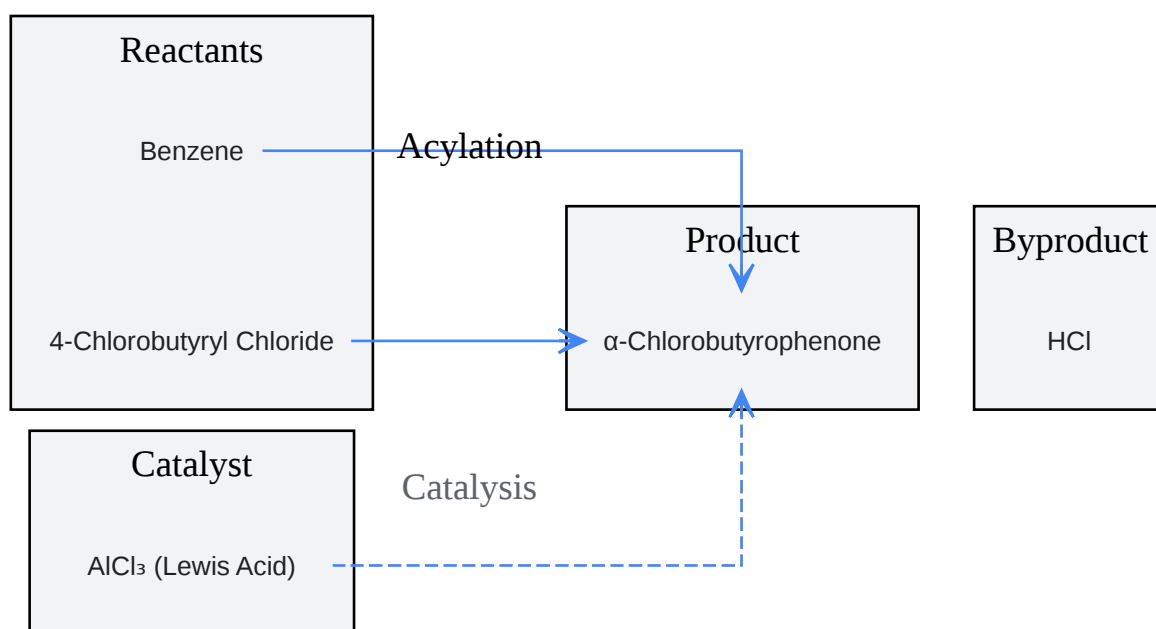 Reactants
Benzene
Acylation
Product
Byproduct
4-Chlorobutyryl Chloride
α-Chlorobutyrophenone
HCl
Catalyst
Catalysis
AlCl₃ (Lewis Acid)